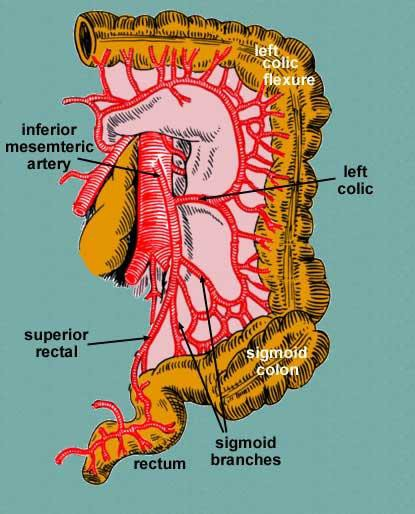 left
colic
flexure
inferior
mesemteric
artery
left
colic
superior
rectal
sigmoid
colon
sigmoid
branches
rectum